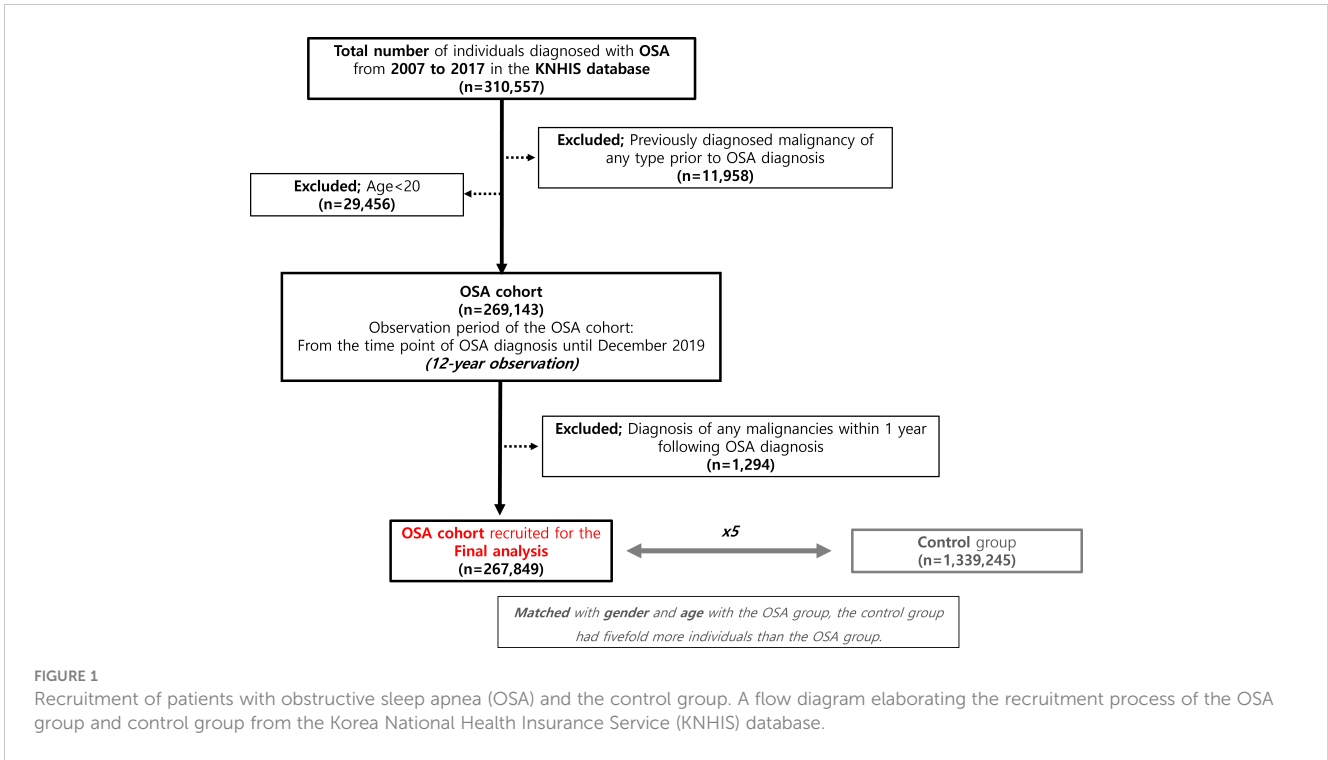 Total number of individuals diagnosed with OSA
from 2007 to 2017 in the KNHIS database
(n=310,557)
Excluded; Previously diagnosed malignancy of
any type prior to OSA diagnosis
(n=11,958)
Excluded; Age<20
(n=29,456)
OSA cohort
(n=269,143)
Observation period of the OSA cohort:
From the time point of OSA diagnosis until December 2019
(12-year observation)
Excluded; Diagnosis of any malignancies within 1 year
following OSA diagnosis
(n=1,294)
OSA cohort recruited for the
Final analysis
(n=267,849)
x5
Control group
(n=1,339,245)
Matched with gender and age with the OSA group, the control group
had fivefold more individuals than the OSA group.
FIGURE 1
Recruitment of patients with obstructive sleep apnea (OSA) and the control group. A flow diagram elaborating the recruitment process of the OSA
group and control group from the Korea National Health Insurance Service (KNHIS) database.